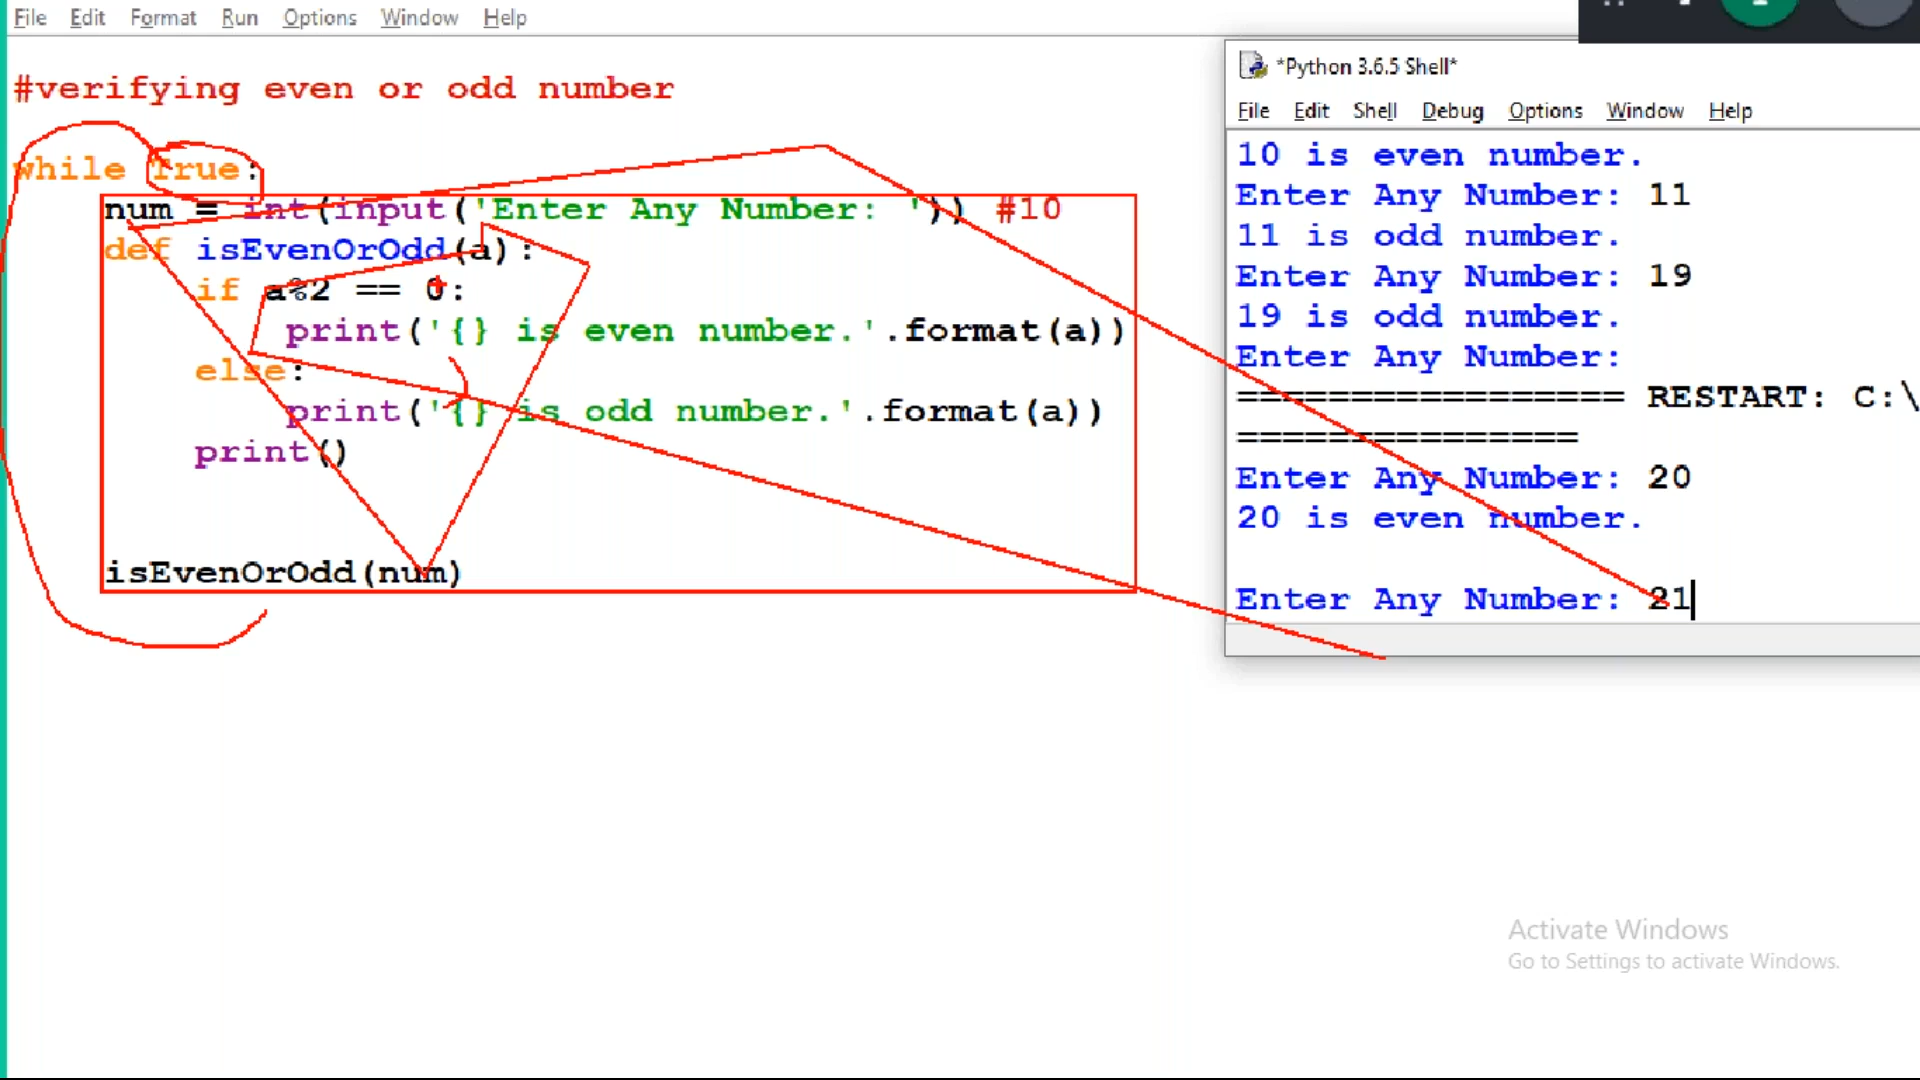 File Edit Format Run Options Window Help
#verifying even or odd number
while True:
num = int(input('Enter Any Number: ')) #10
def isEvenOrOdd(a):
if a%2 == 0:
print('{} is even number.'.format(a))
else:
print('{} is odd number.'.format(a))
print()
isEvenOrOdd(num)
*Python 3.6.5 Shell*
File Edit Shell Debug Options Window Help
10 is even number.
Enter Any Number: 11
11 is odd number.
Enter Any Number: 19
19 is odd number.
Enter Any Number:
================= RESTART: C:\
===============
Enter Any Number: 20
20 is even number.
Enter Any Number: 21
Activate Windows
Go to Settings to activate Windows.